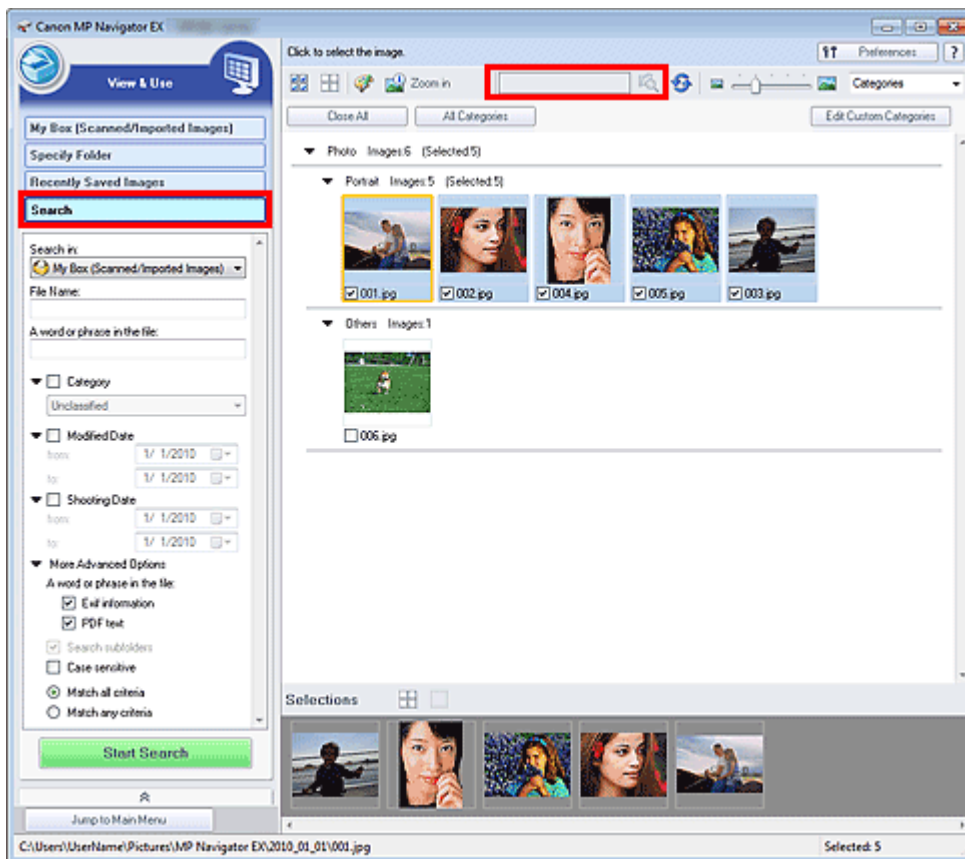 Canon MP Navigator EX
View & Use
My Box (Scanned/Imported Images)
Specify Folder
Recently Saved Images
Search
Search in:
My Box (Scanned/Imported Images)
File Name:
A word or phrase in the file:
Category
Unclassified
Modified Date
from: 1/ 1/2010
to: 1/ 1/2010
Shooting Date
from: 1/ 1/2010
to: 1/ 1/2010
More Advanced Options
A word or phrase in the file:
Exif information
PDF text
Search subfolders
Case sensitive
Match all criteria
Match any criteria
Start Search
Jump to Main Menu
Click to select the image.
Preferences ?
Zoom in
Categories
Close All All Categories Edit Custom Categories
Photo Images:6 (Selected:5)
Portrait Images:5 (Selected:5)
001.jpg 002.jpg 004.jpg 005.jpg 003.jpg
Others Images:1
006.jpg
Selections
C:\Users\UserName\Pictures\MP Navigator EX\2010_01_01\001.jpg Selected: 5